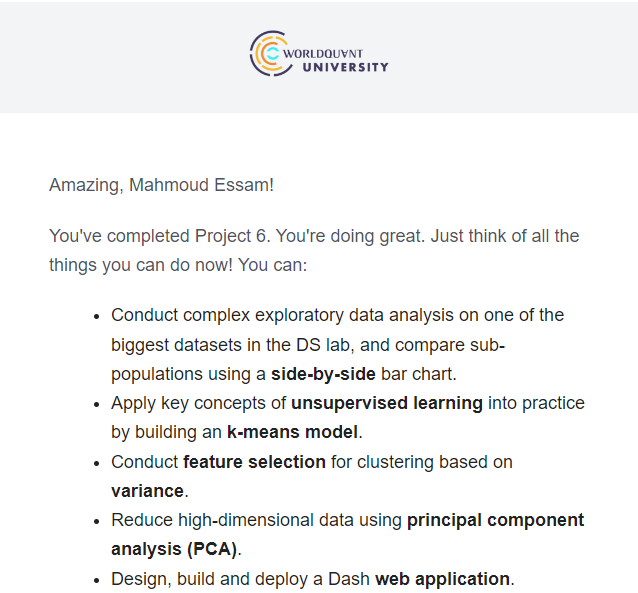 WORLDQUANT
UNIVERSITY
Amazing, Mahmoud Essam!
You've completed Project 6. You're doing great. Just think of all the
things you can do now! You can:
• Conduct complex exploratory data analysis on one of the
biggest datasets in the DS lab, and compare sub-
populations using a side-by-side bar chart.
• Apply key concepts of unsupervised learning into practice
by building an k-means model.
• Conduct feature selection for clustering based on
variance.
• Reduce high-dimensional data using principal component
analysis (PCA).
• Design, build and deploy a Dash web application.